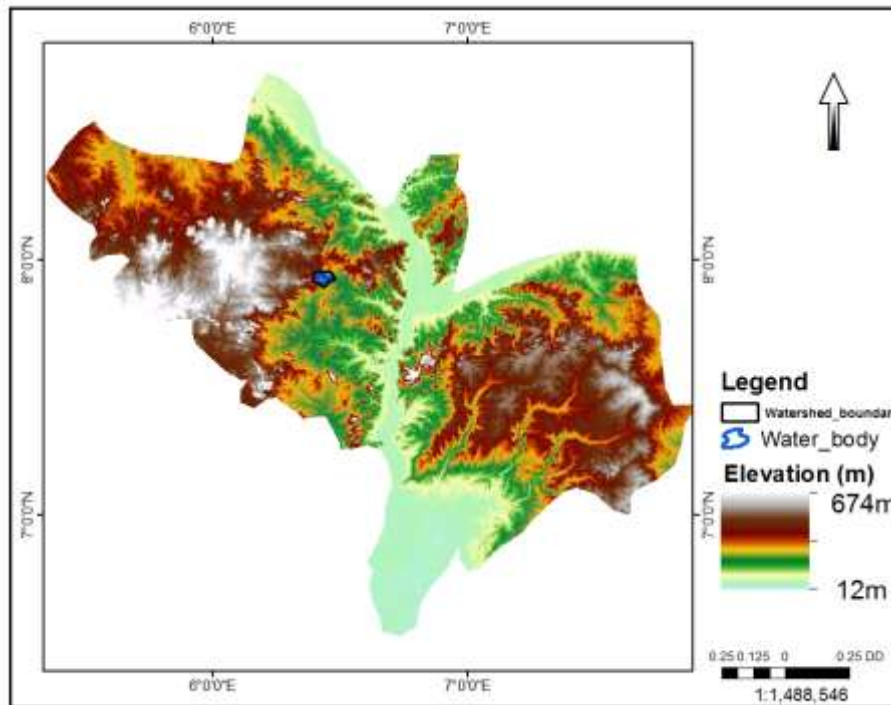 6°0'0"E 7°0'0"E
8°0'0"N 8°0'0"N
Legend
Watershed_boundar
Water_body
Elevation (m)
674m
12m
7°0'0"N 7°0'0"N
0.25 0.125 0 0.25 DD
6°0'0"E 7°0'0"E
1:1,488,546